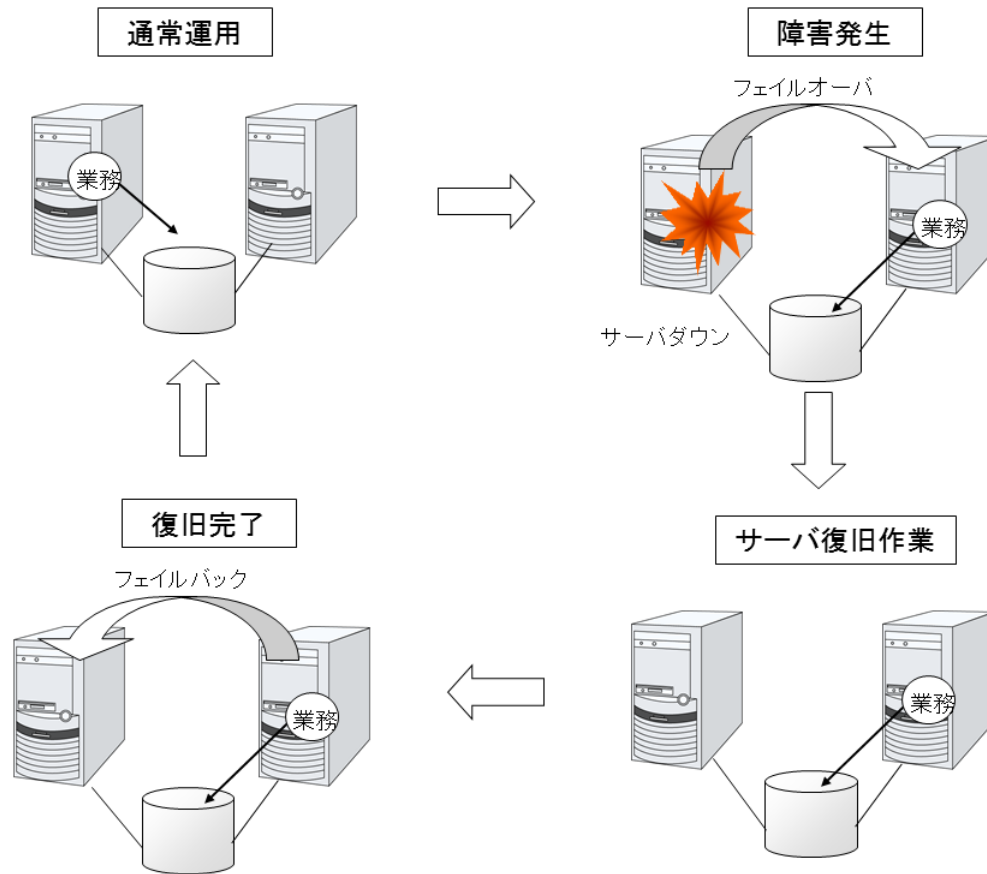 通常運用
障害発生
フェイルオーバ
業務
業務
サーバダウン
復旧完了
サーバ復旧作業
フェイルバック
業務
業務